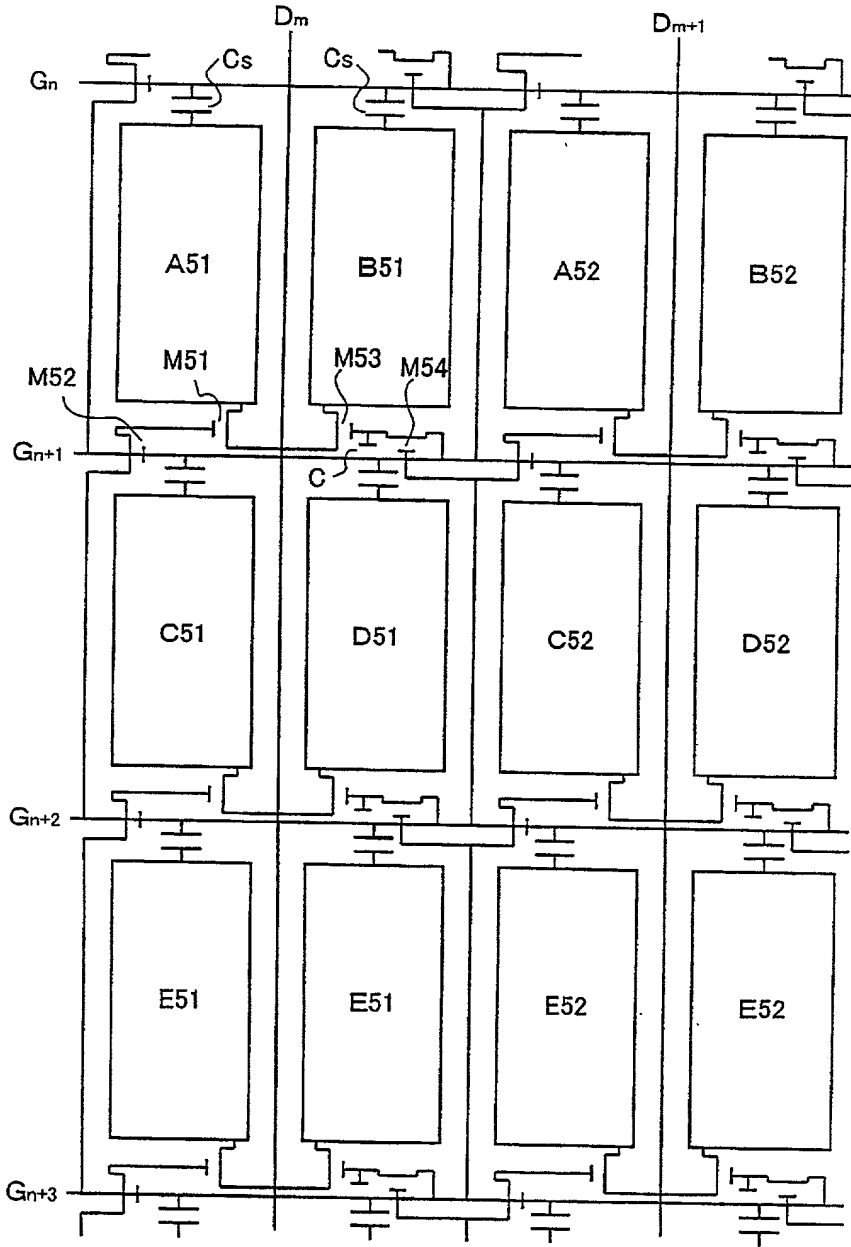 Dm Dm+1
Gn Cs Cs
A51 B51 A52 B52
M52 M51 M53 M54
Gn+1 C
C51 D51 C52 D52
Gn+2
E51 E51 E52 E52
Gn+3